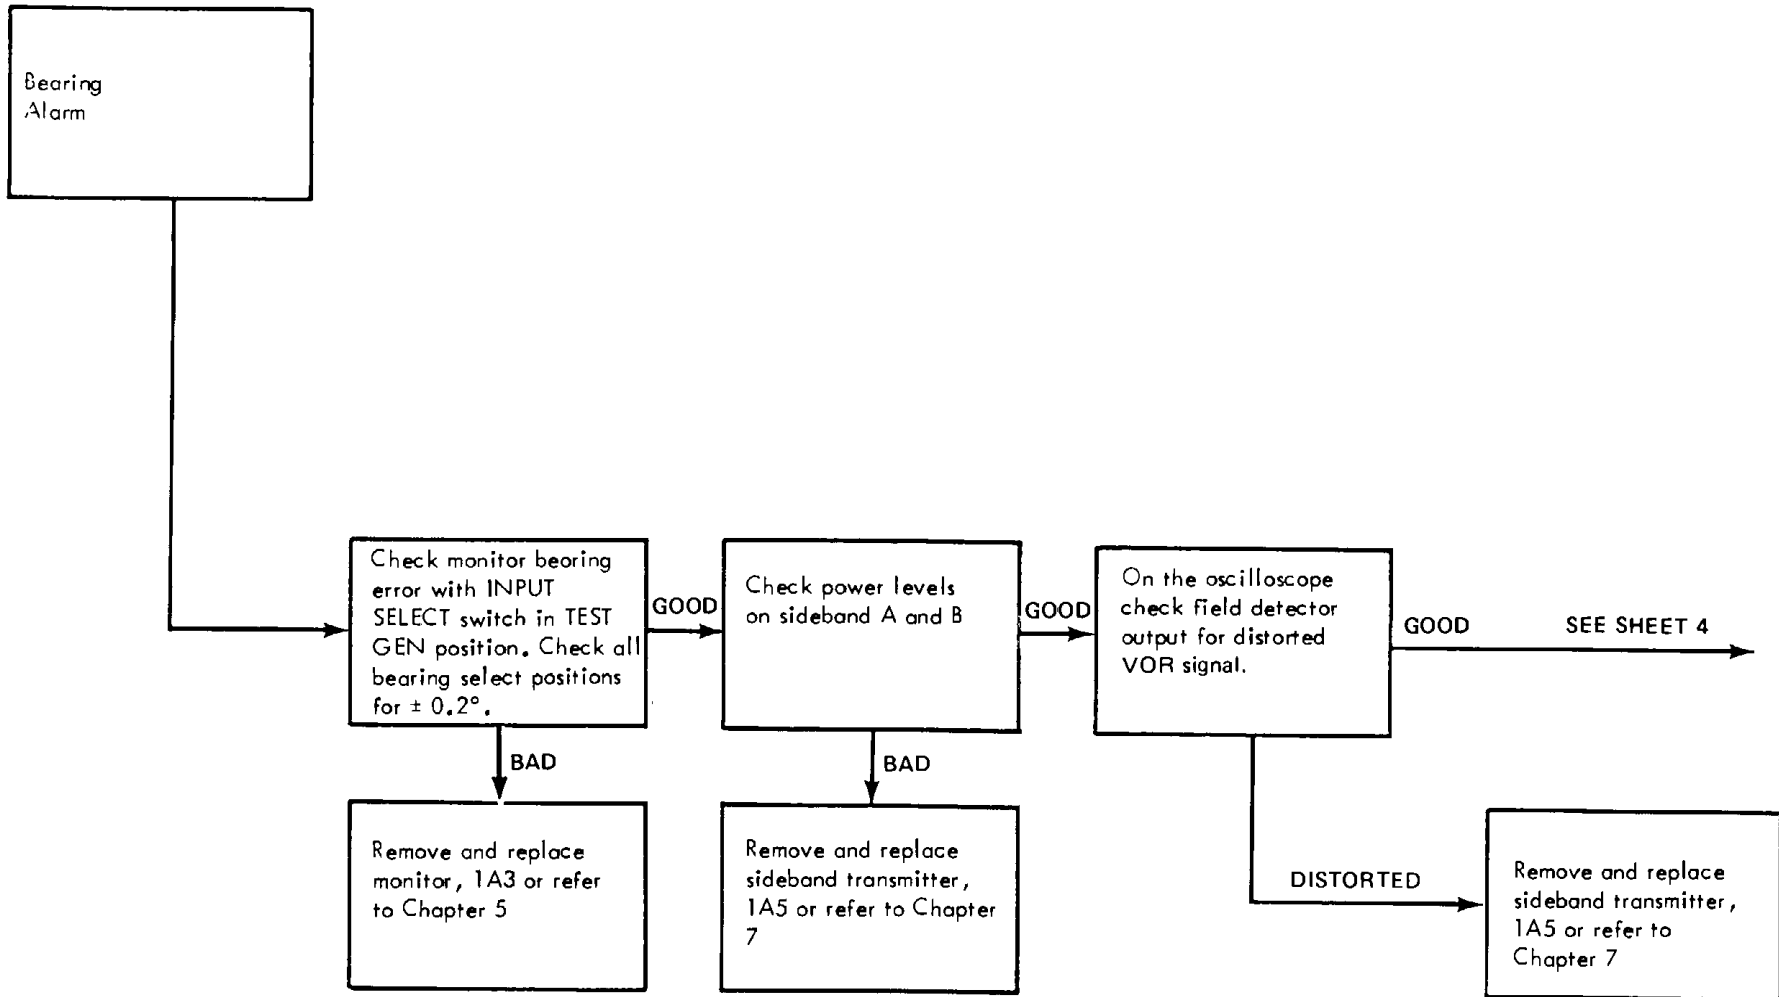 Bearing
Alarm
Check monitor bearing
error with INPUT
SELECT switch in TEST
GEN position. Check all
bearing select positions
for ± 0.2°.
GOOD
Check power levels
on sideband A and B
GOOD
On the oscilloscope
check field detector
output for distorted
VOR signal.
GOOD
SEE SHEET 4
BAD
BAD
Remove and replace
monitor, 1A3 or refer
to Chapter 5
Remove and replace
sideband transmitter,
1A5 or refer to Chapter
7
DISTORTED
Remove and replace
sideband transmitter,
1A5 or refer to
Chapter 7